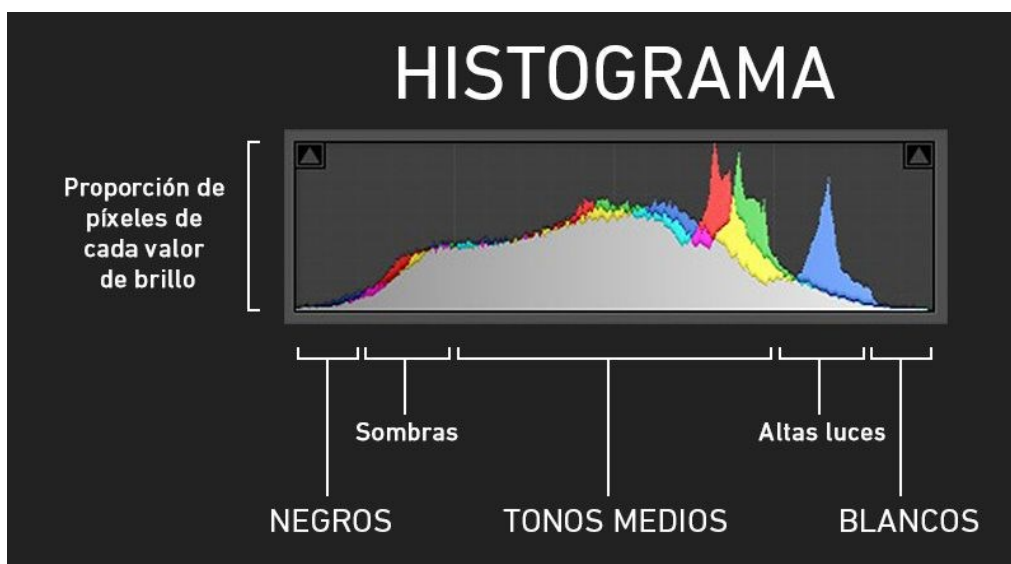 HISTOGRAMA
Proporción de
píxeles de
cada valor
de brillo
Sombras
Altas luces
NEGROS
TONOS MEDIOS
BLANCOS